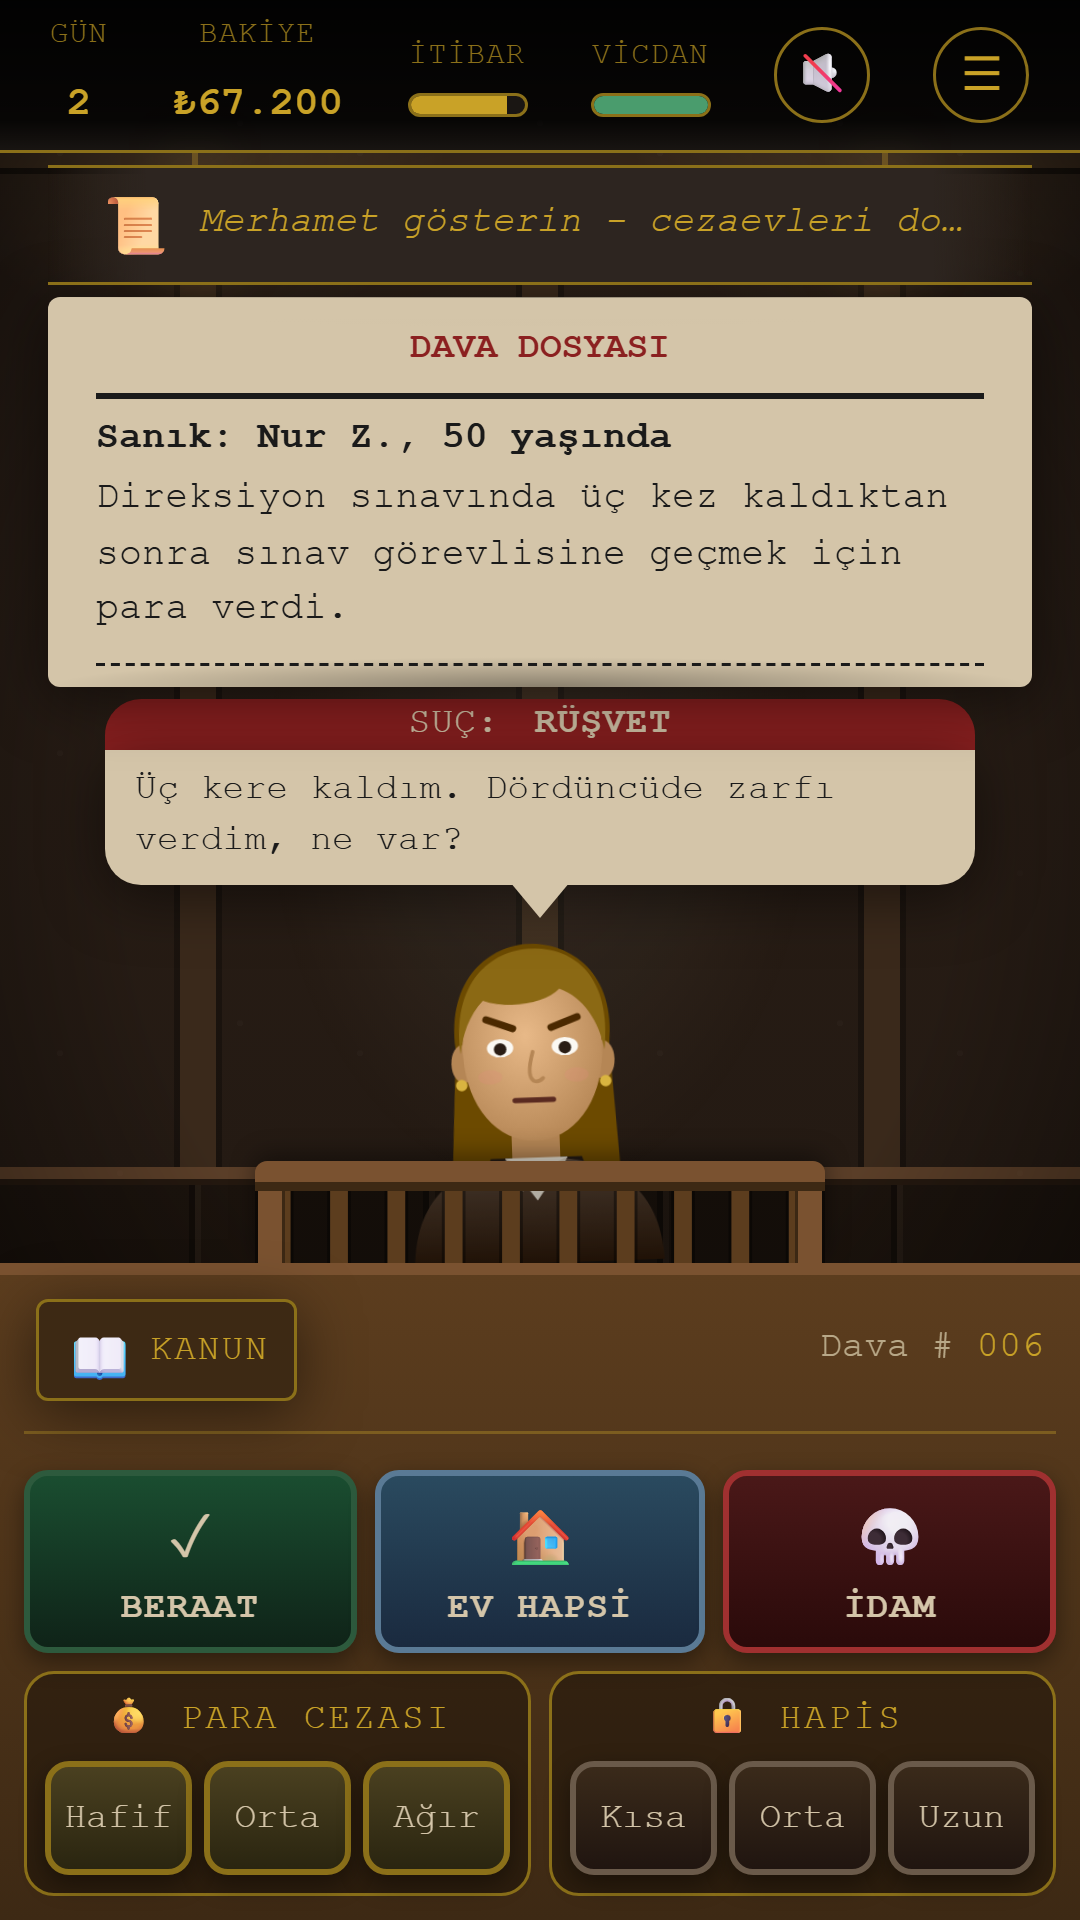 GÜN
2
BAKİYE
₺67.200
İTİBAR
VİCDAN
Merhamet gösterin – cezaevleri do…
DAVA DOSYASI
Sanık: Nur Z., 50 yaşında
Direksiyon sınavında üç kez kaldıktan
sonra sınav görevlisine geçmek için
para verdi.
SUÇ: RÜŞVET
Üç kere kaldım. Dördüncüde zarfı
verdim, ne var?
KANUN
Dava # 006
BERAAT
EV HAPSİ
İDAM
PARA CEZASI
Hafif
Orta
Ağır
HAPİS
Kısa
Orta
Uzun